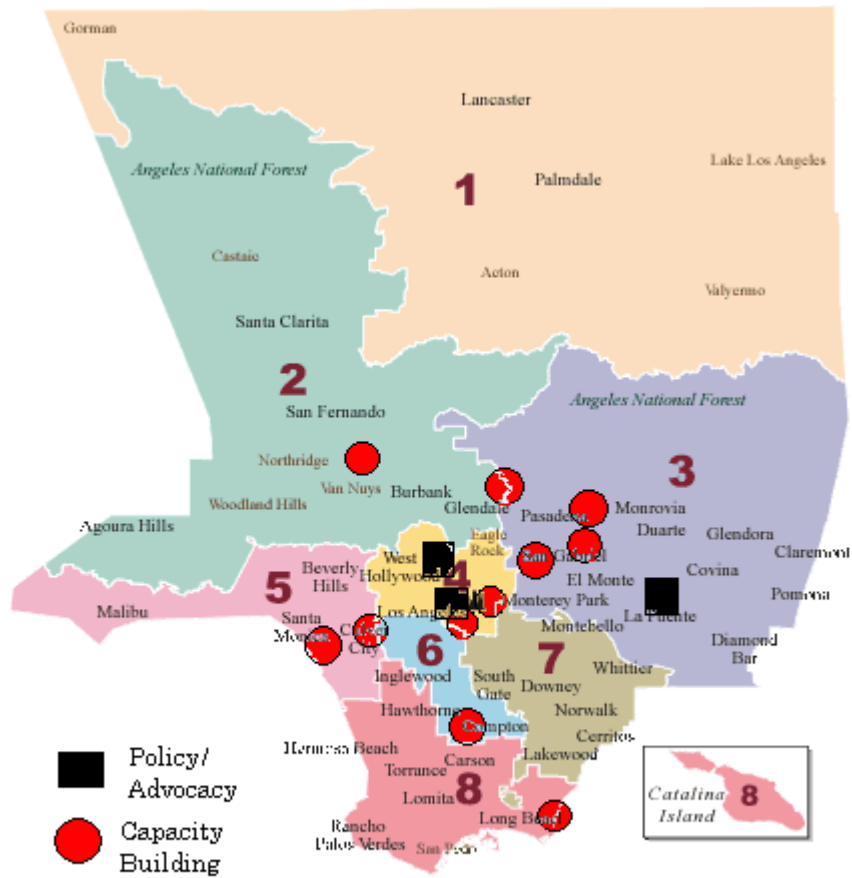 Gorman
Lancaster
Lake Los Angeles
Angeles National Forest
1
Palmdale
Castaic
Acton
Valyermo
Santa Clarita
2
San Fernando
Angeles National Forest
Northridge
3
Van Nuys
Burbank
Woodland Hills
Glendale
Pasadena
Monrovia
Agoura Hills
Duarte
Glendora
Eagle
Rock
Claremont
West
Hollywood
Gabriel
Covina
4
Beverly
Hills
5
El Monte
Pomona
Malibu
Los Angeles
Monterey Park
La Puente
Santa
Monica
Culver
City
Montebello
Diamond
Bar
6
7
Inglewood
South
Gate
Whittier
Downey
Hawthorne
Norwalk
Compton
Cerritos
Hermosa Beach
Lakewood
Carson
Torrance
8
Lomita
Long Beach
Rancho
Palos Verdes
San Pedro
Catalina
Island
8
Policy/
Advocacy
Capacity
Building